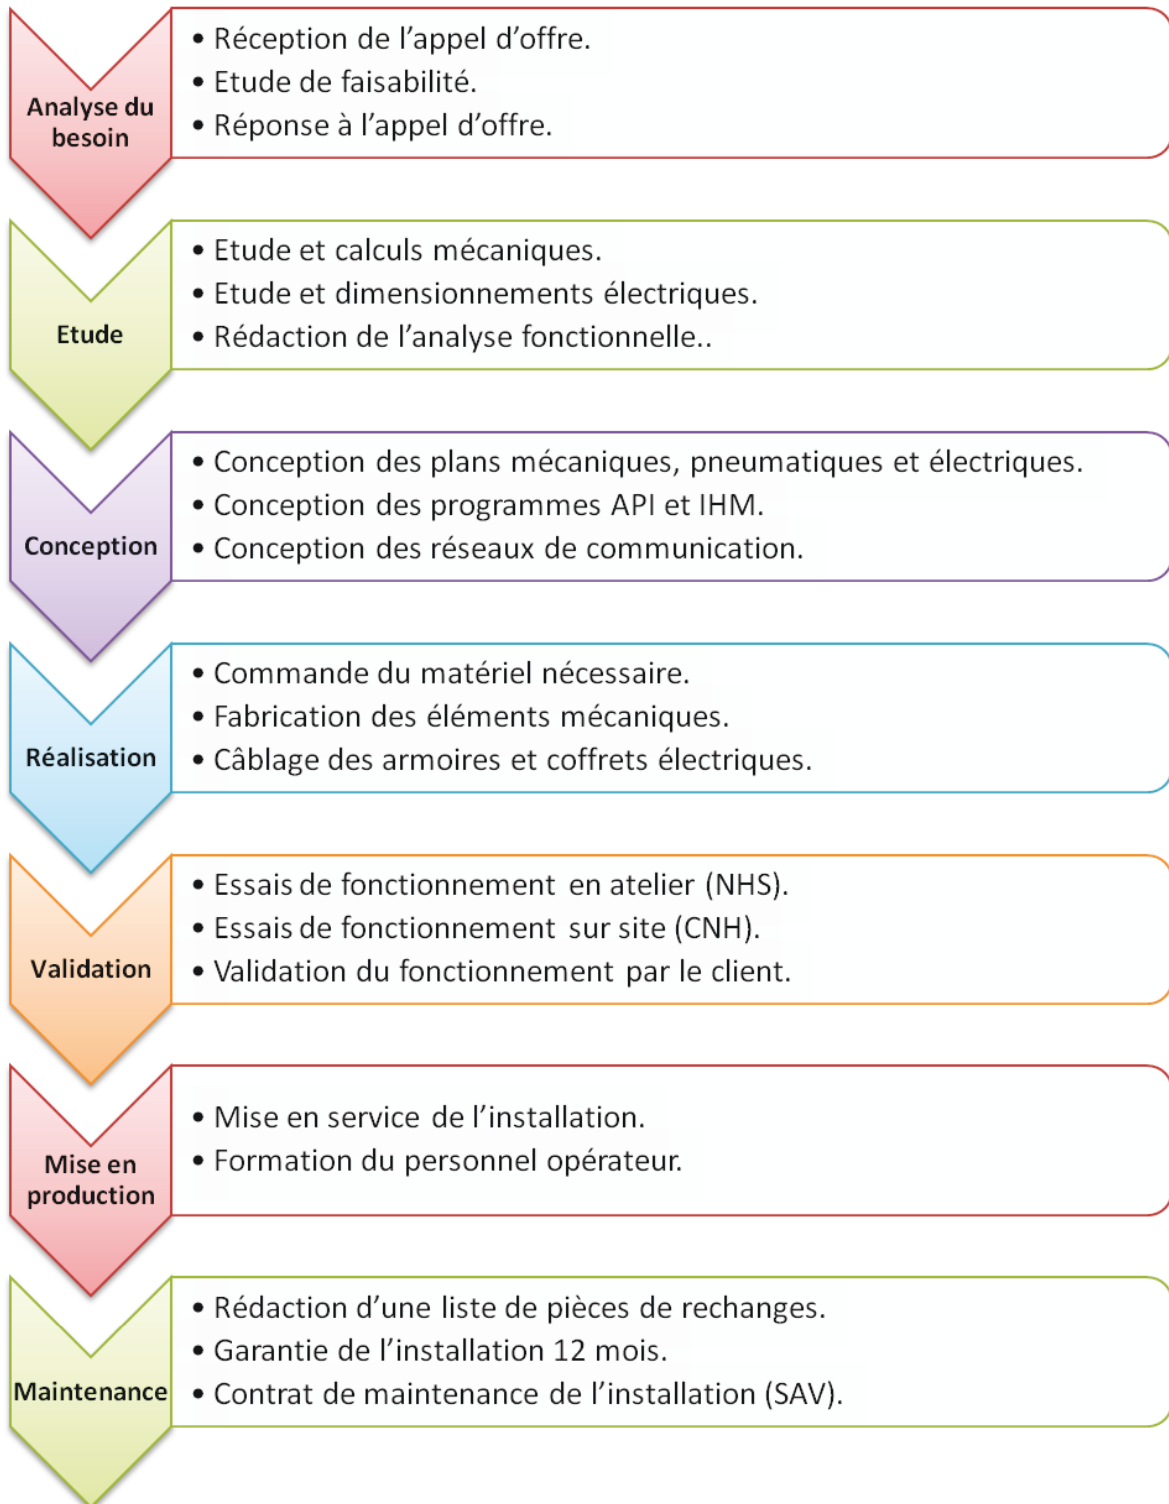 Analyse du
besoin
• Réception de l'appel d'offre.
• Etude de faisabilité.
• Réponse à l'appel d'offre.
Etude
• Etude et calculs mécaniques.
• Etude et dimensionnements électriques.
• Rédaction de l'analyse fonctionnelle..
Conception
• Conception des plans mécaniques, pneumatiques et électriques.
• Conception des programmes API et IHM.
• Conception des réseaux de communication.
Réalisation
• Commande du matériel nécessaire.
• Fabrication des éléments mécaniques.
• Câblage des armoires et coffrets électriques.
Validation
• Essais de fonctionnement en atelier (NHS).
• Essais de fonctionnement sur site (CNH).
• Validation du fonctionnement par le client.
Mise en
production
• Mise en service de l'installation.
• Formation du personnel opérateur.
Maintenance
• Rédaction d'une liste de pièces de rechanges.
• Garantie de l'installation 12 mois.
• Contrat de maintenance de l'installation (SAV).